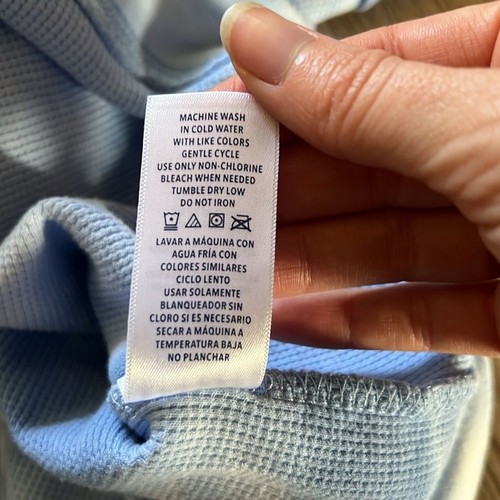 MACHINE WASH
IN COLD WATER
WITH LIKE COLORS
GENTLE CYCLE
USE ONLY NON-CHLORINE
BLEACH WHEN NEEDED
TUMBLE DRY LOW
DO NOT IRON
LAVAR A MÁQUINA CON
AGUA FRÍA CON
COLORES SIMILARES
CICLO LENTO
USAR SOLAMENTE
BLANQUEADOR SIN
CLORO SI ES NECESARIO
SECAR A MÁQUINA A
TEMPERATURA BAJA
NO PLANCHAR